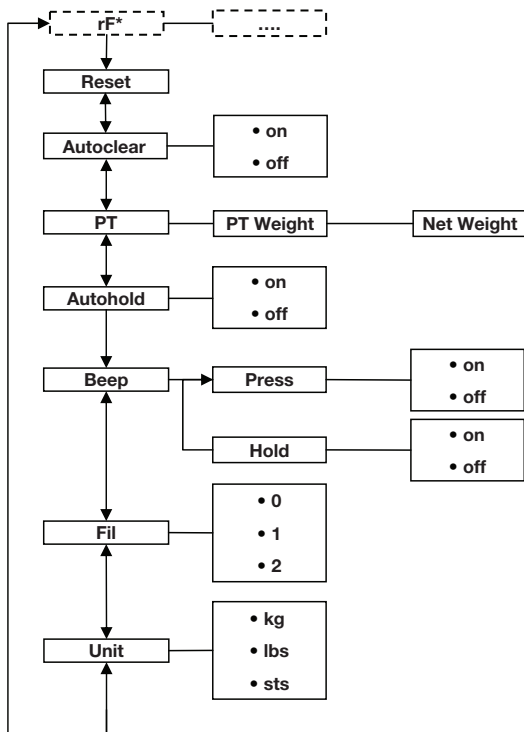 rF*
....
Reset
Autoclear
• on
• off
PT
PT Weight
Net Weight
Autohold
• on
• off
Beep
Press
• on
• off
Hold
• on
• off
Fil
• 0
• 1
• 2
Unit
• kg
• lbs
• sts